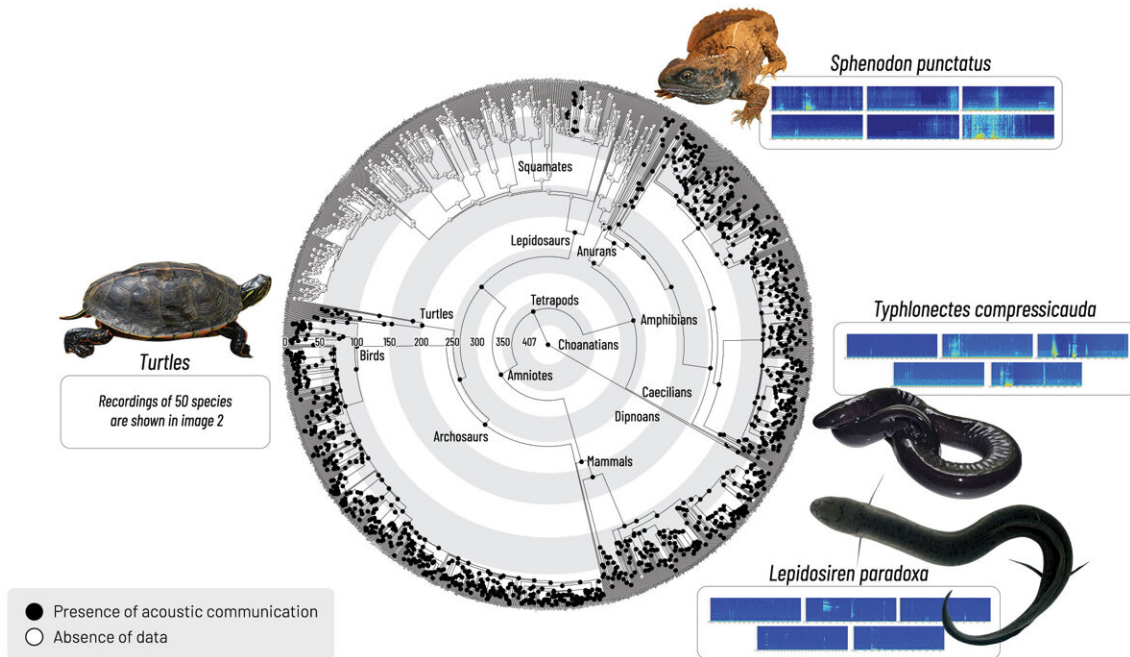 Sphenodon punctatus
Squamates
Lepidosaurs
Anurans
Turtles
Tetrapods
Amphibians
Typhlonectes compressicauda
0 50 100 150 200 250 300 350 407
Choanatians
Birds
Turtles
Recordings of 50 species
are shown in image 2
Amniotes
Caecilians
Dipnoans
Archosaurs
Mammals
Lepidosiren paradoxa
Presence of acoustic communication
Absence of data